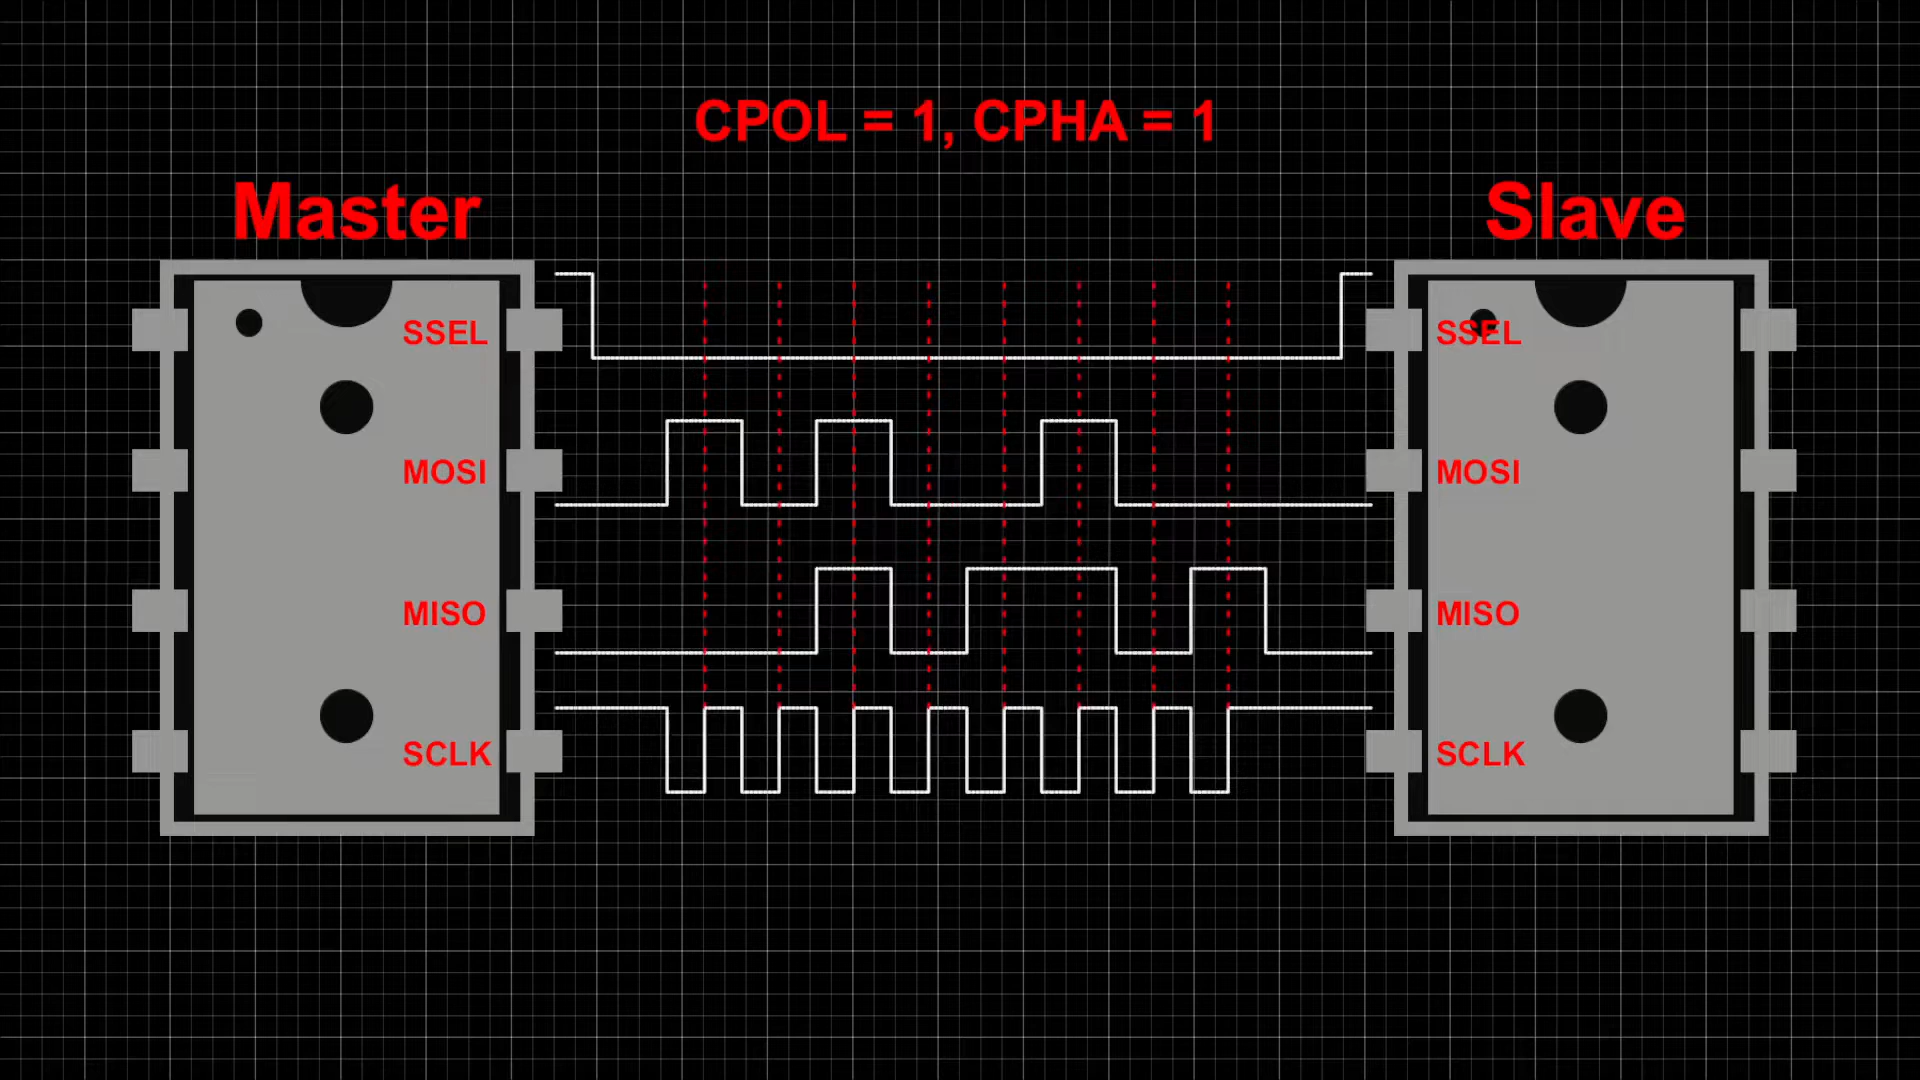 CPOL = 1, CPHA = 1
Master
Slave
SSEL
SSEL
MOSI
MOSI
MISO
MISO
SCLK
SCLK